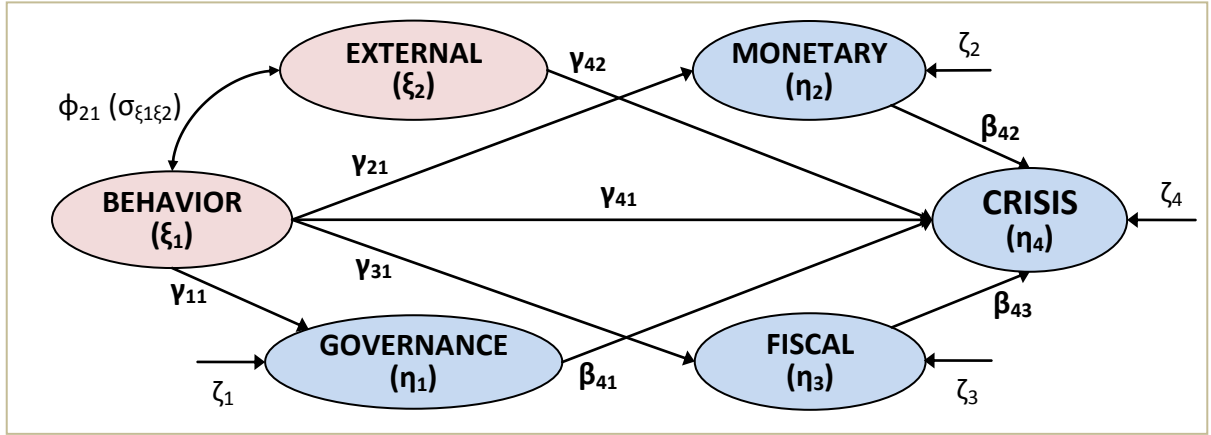 EXTERNAL
(ξ₂)
MONETARY
(η₂)
ζ₂
γ₄₂
ϕ₂₁ (σ_ξ1ξ2)
β₄₂
γ₂₁
BEHAVIOR
(ξ₁)
γ₄₁
CRISIS
(η₄)
ζ₄
γ₃₁
γ₁₁
β₄₃
GOVERNANCE
(η₁)
ζ₁
β₄₁
FISCAL
(η₃)
ζ₃